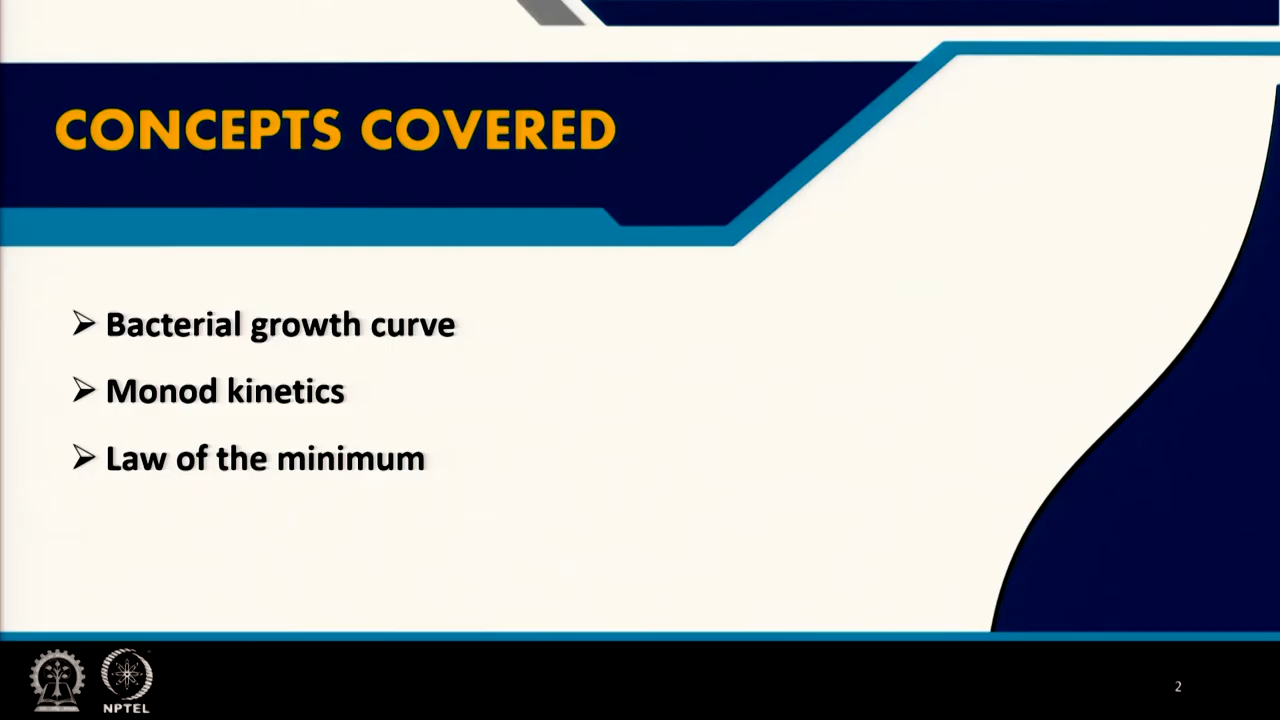 CONCEPTS COVERED
➢ Bacterial growth curve
➢ Monod kinetics
➢ Law of the minimum
NPTEL
2